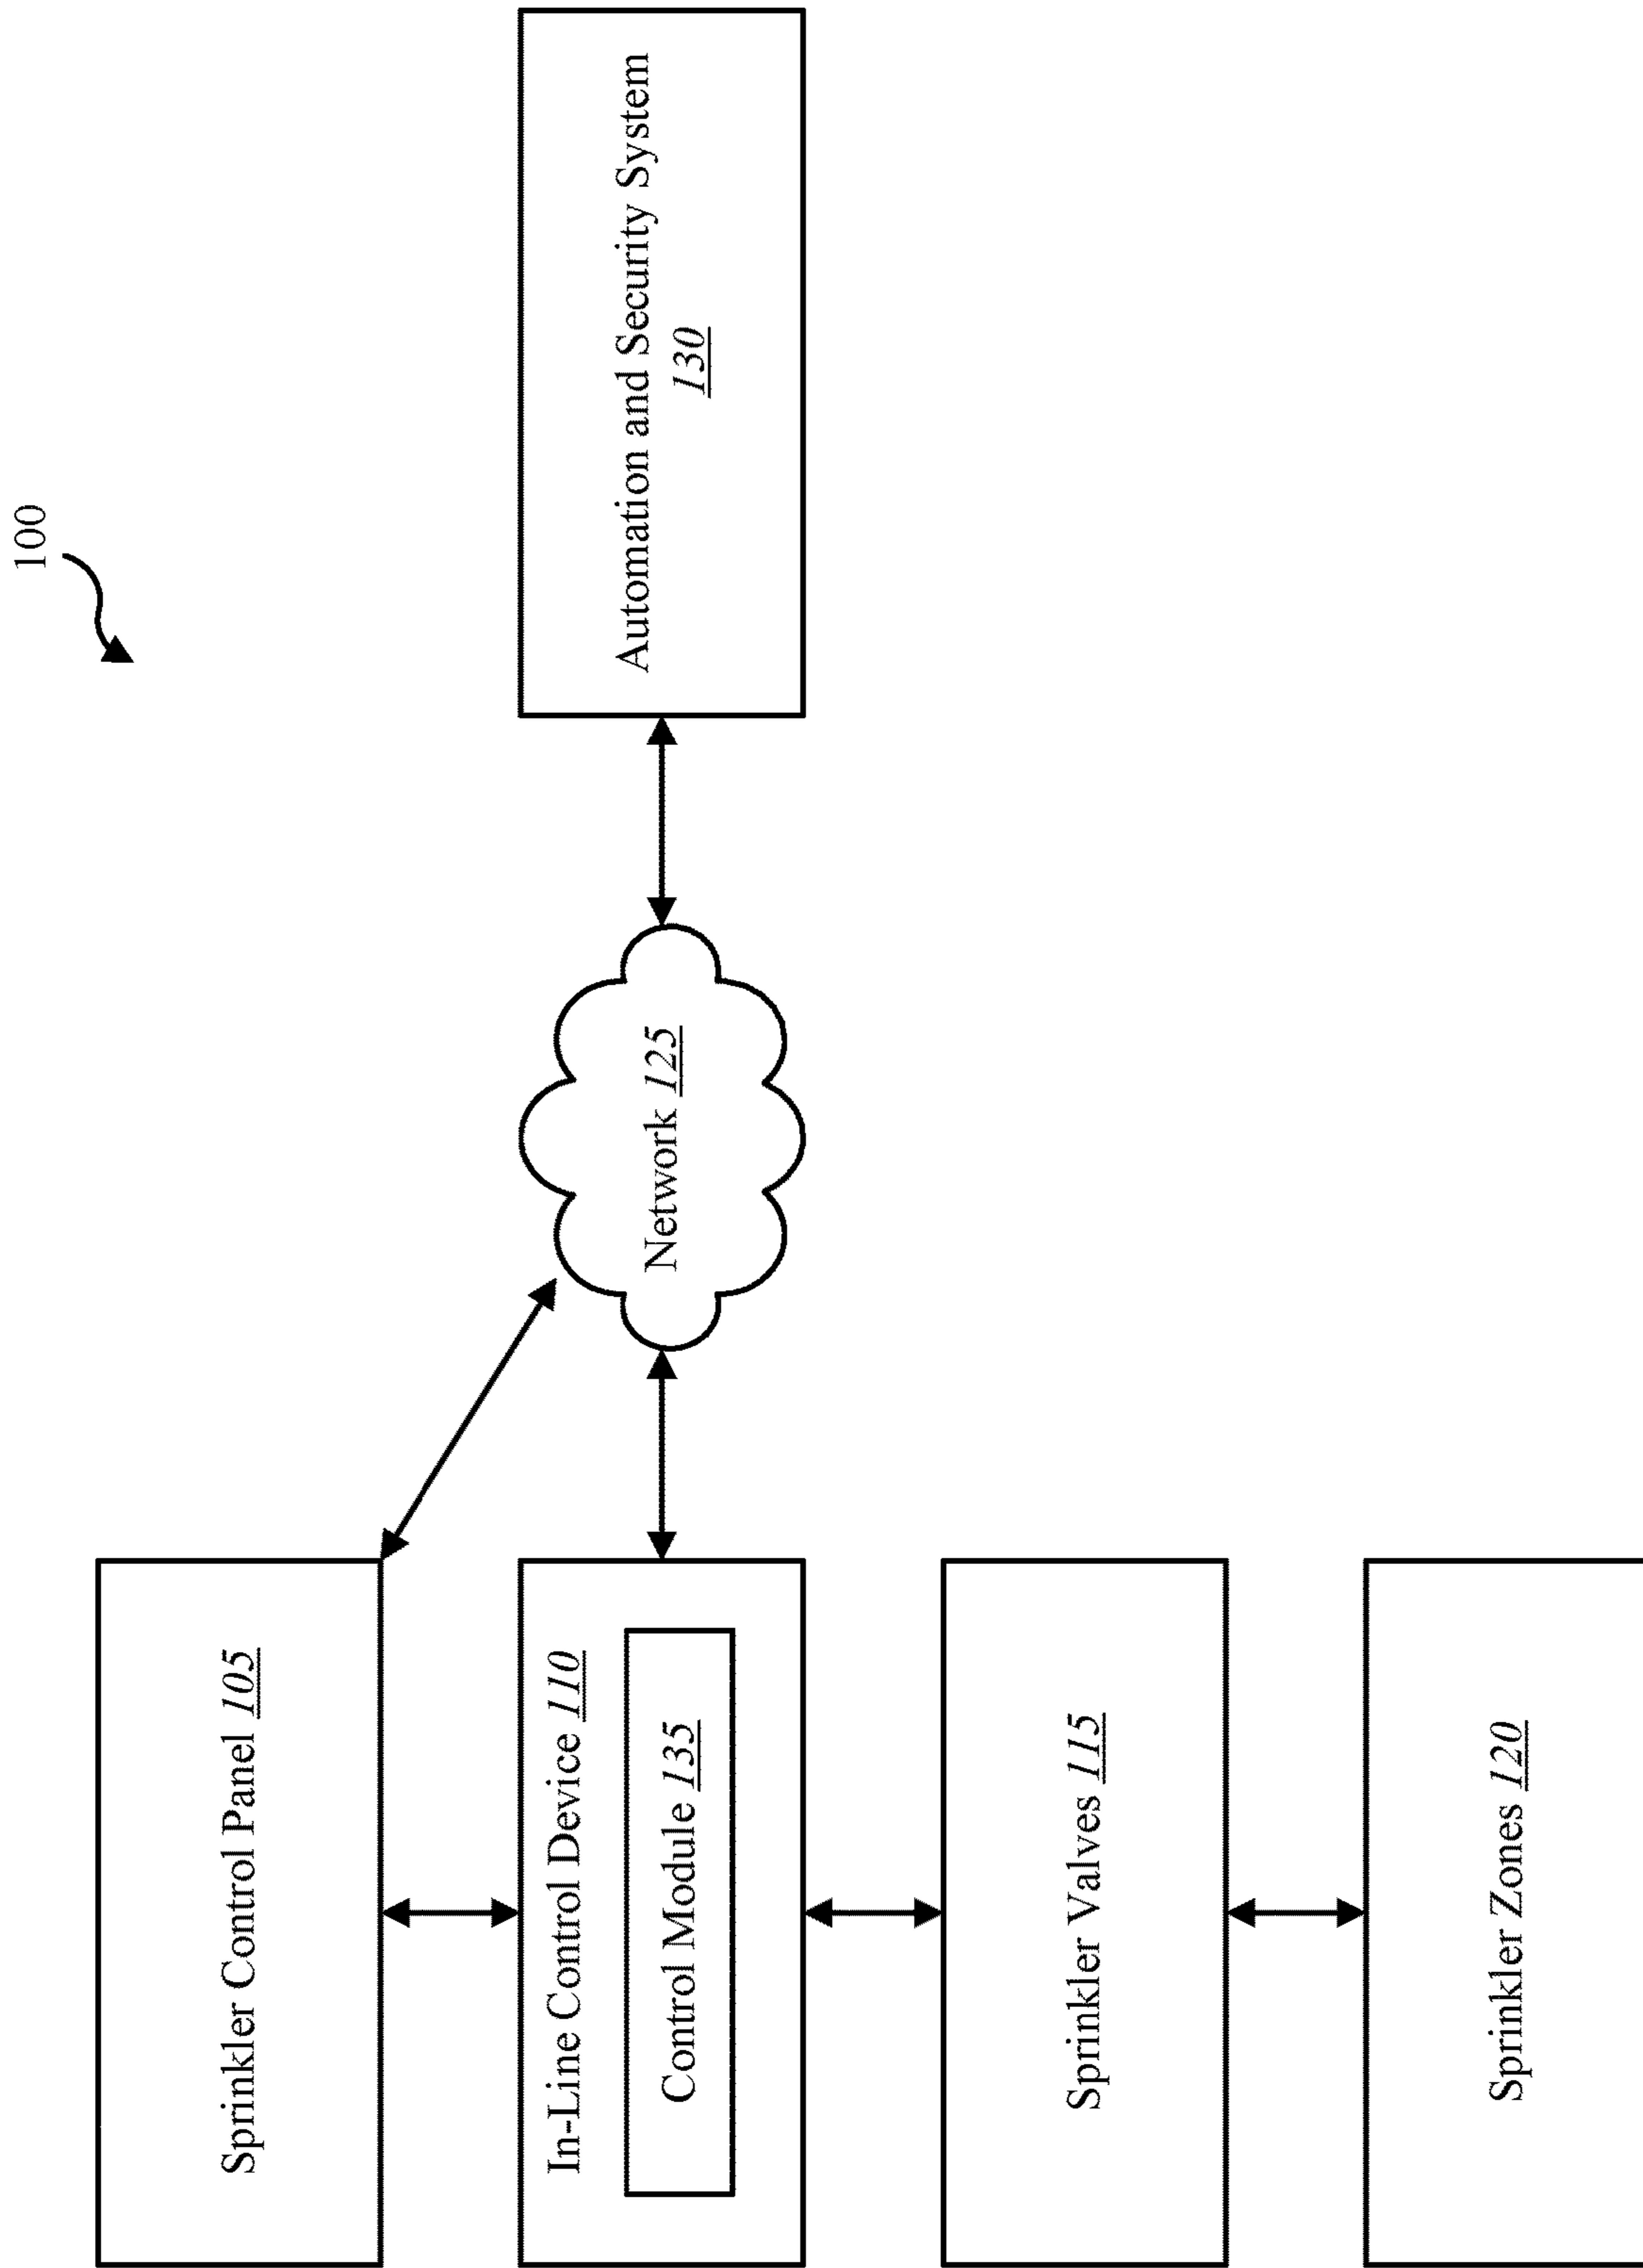 100
Sprinkler Control Panel 105
In-Line Control Device 110
Control Module 135
Network 125
Automation and Security System
130
Sprinkler Valves 115
Sprinkler Zones 120